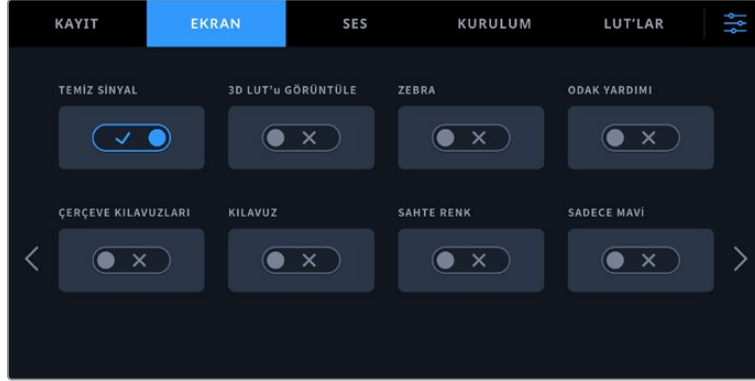 KAYIT EKRAN SES KURULUM LUT'LAR
TEMİZ SİNYAL 3D LUT'u GÖRÜNTÜLE ZEBRA ODAK YARDIMI
ÇERÇEVE KILAVUZLARI KILAVUZ SAHTE RENK SADECE MAVİ